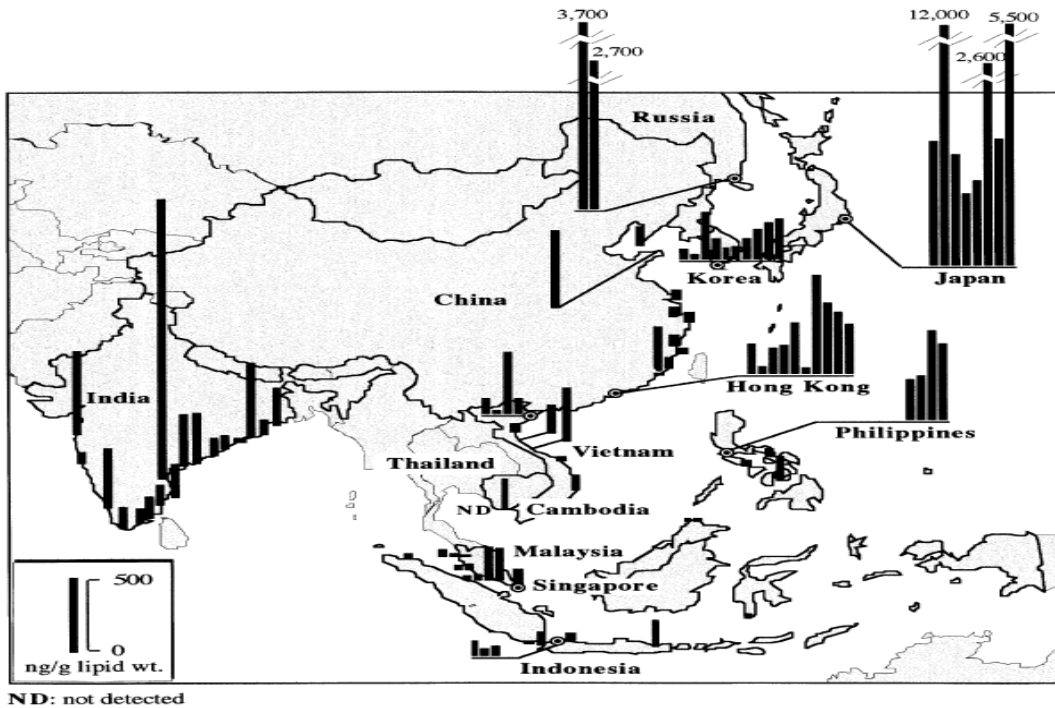 3,700
12,000
5,500
2,700
2,600
Russia
Korea
Japan
China
India
Hong Kong
Philippines
Vietnam
Thailand
ND
Cambodia
Malaysia
Singapore
500
0
ng/g lipid wt.
Indonesia
ND: not detected